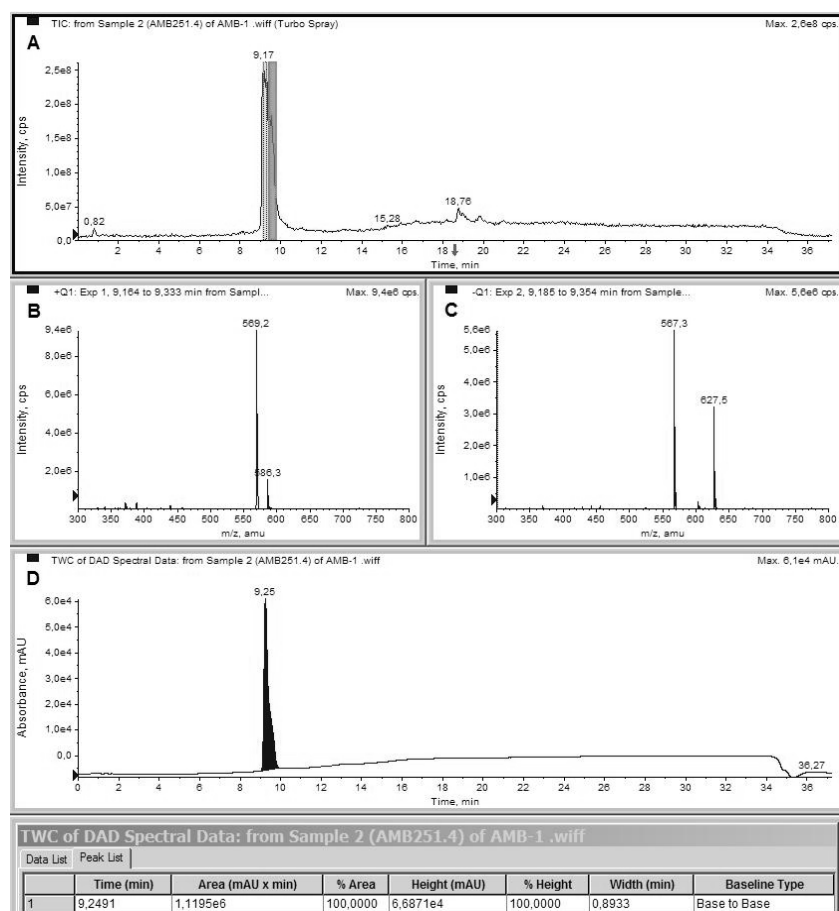 TIC: from Sample 2 (AMB251.4) of AMB-1 .wiff (Turbo Spray) Max. 2,6e8 cps.
A
9,17
2,5e8
2,0e8
1,5e8
1,0e8
5,0e7
0,0
Intensity, cps
0,82
15,28
18,76
2 4 6 8 10 12 14 16 18 20 22 24 26 28 30 32 34 36
Time, min
+Q1: Exp 1, 9,164 to 9,333 min from Sampl... Max. 9,4e6 cps.
B
569,2
9,4e6
8,0e6
6,0e6
4,0e6
2,0e6
Intensity, cps
586,3
300 350 400 450 500 550 600 650 700 750 800
m/z, amu
-Q1: Exp 2, 9,185 to 9,354 min from Sample... Max. 5,6e6 cps.
C
567,3
5,6e6
5,0e6
4,0e6
3,0e6
2,0e6
1,0e6
Intensity, cps
627,5
300 350 400 450 500 550 600 650 700 750 800
m/z, amu
TWC of DAD Spectral Data: from Sample 2 (AMB251.4) of AMB-1 .wiff Max. 6,1e4 mAU.
D
9,25
6,0e4
5,0e4
4,0e4
3,0e4
2,0e4
1,0e4
0,0
Absorbance, mAU
36,27
0 2 4 6 8 10 12 14 16 18 20 22 24 26 28 30 32 34 36
Time, min
TWC of DAD Spectral Data: from Sample 2 (AMB251.4) of AMB-1 .wiff
Data List Peak List
Time (min) Area (mAU x min) % Area Height (mAU) % Height Width (min) Baseline Type
1 9,2491 1,1195e6 100,0000 6,6871e4 100,0000 0,8933 Base to Base